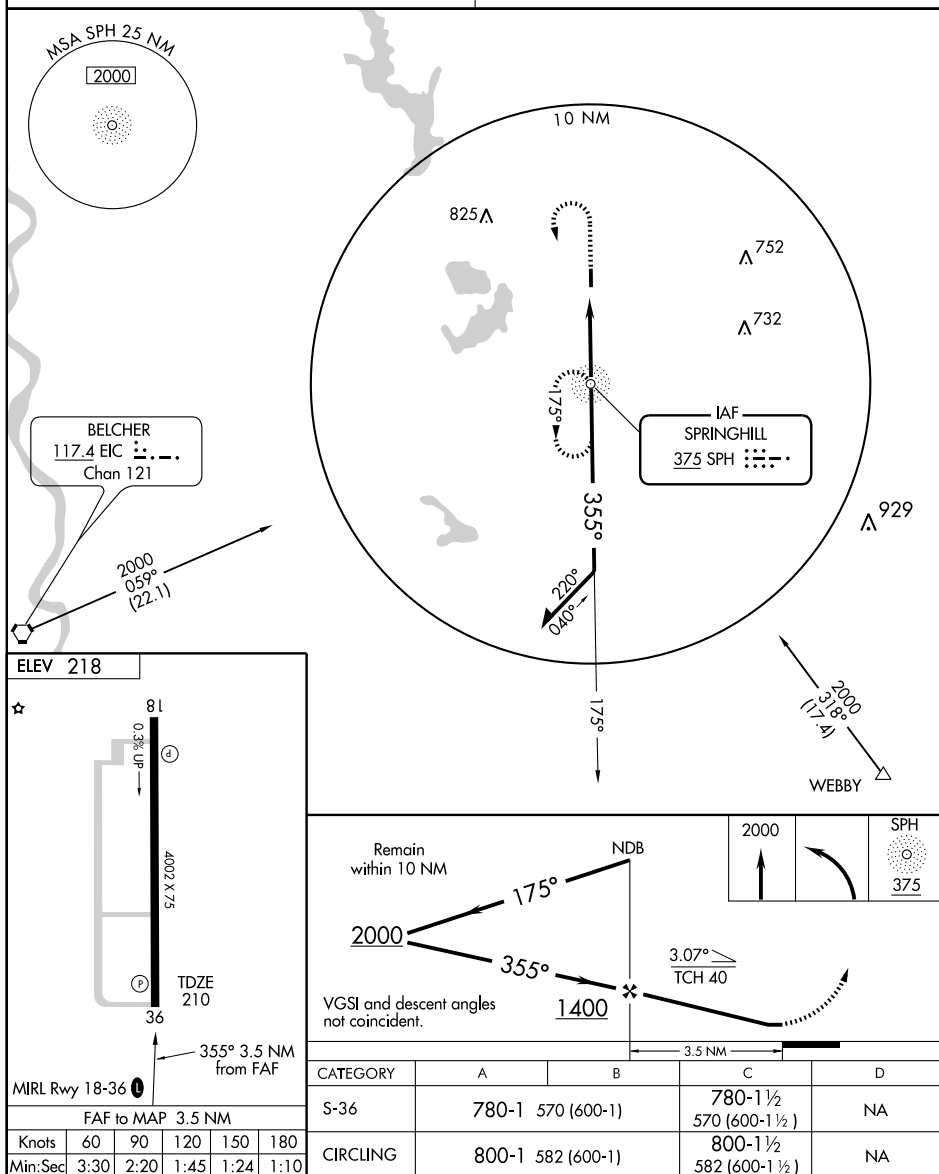 MSA SPH 25 NM
2000
10 NM
825
752
732
175°
IAF
SPRINGHILL
375 SPH
BELCHER
117.4 EIC
Chan 121
355°
929
2000
059°
(22.1)
220°
040°
175°
2000
318°
(17.4)
WEBBY
ELEV 218
18
0.3% UP
P
4002 X 75
P
TDZE
210
36
355° 3.5 NM
from FAF
MIRL Rwy 18-36 L
FAF to MAP 3.5 NM
Knots 60 90 120 150 180
Min:Sec 3:30 2:20 1:45 1:24 1:10
Remain
within 10 NM
NDB
2000
SPH
375
175°
2000
355°
3.07°
TCH 40
VGSI and descent angles
not coincident.
1400
3.5 NM
CATEGORY A B C D
S-36 780-1 570 (600-1) 780-1½ 570 (600-1½) NA
CIRCLING 800-1 582 (600-1) 800-1½ 582 (600-1½) NA